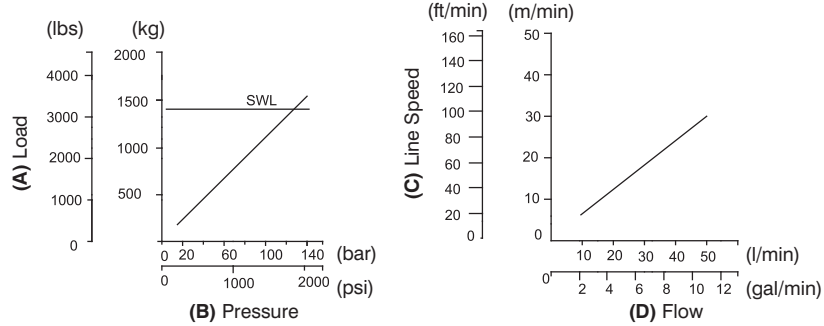 (lbs)
4000
3000
2000
1000
0
(A) Load
(kg)
2000
1500
1000
500
SWL
0 20 60 100 140 (bar)
0 1000 2000 (psi)
(B) Pressure
(ft/min)
160
140
120
100
80
60
40
20
0
(C) Line Speed
(m/min)
50
40
30
20
10
0
10 20 30 40 50 (l/min)
0 2 4 6 8 10 12 (gal/min)
(D) Flow